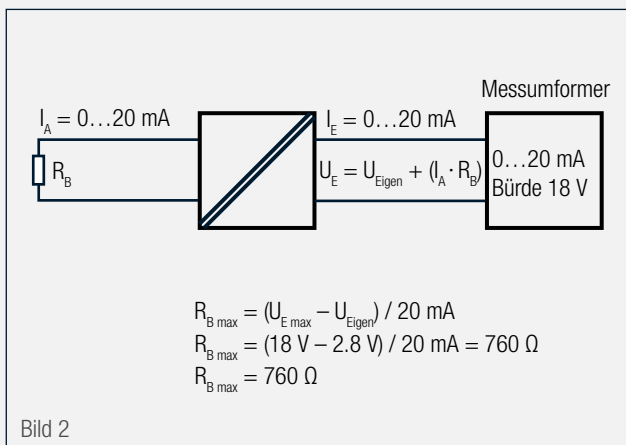 Messumformer
I_A = 0…20 mA
I_E = 0…20 mA
R_B
U_E = U_Eigen + (I_A · R_B)
0…20 mA
Bürde 18 V
R_B max = (U_E max – U_Eigen) / 20 mA
R_B max = (18 V – 2.8 V) / 20 mA = 760 Ω
R_B max = 760 Ω
Bild 2